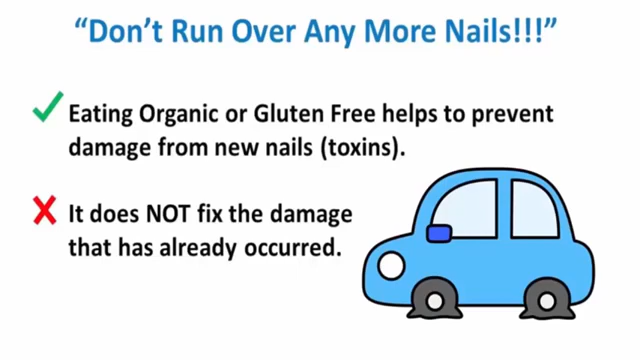 “Don’t Run Over Any More Nails!!!”
Eating Organic or Gluten Free helps to prevent
damage from new nails (toxins).
It does NOT fix the damage
that has already occurred.